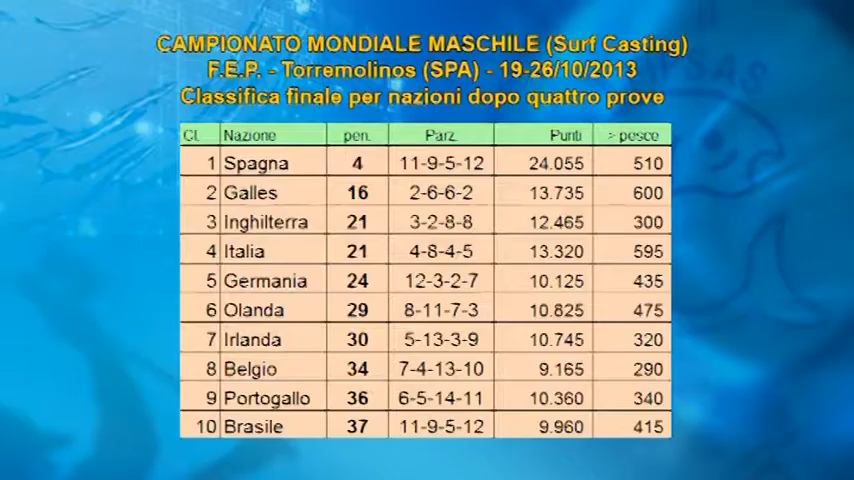 CAMPIONATO MONDIALE MASCHILE (Surf Casting)
F.E.P. - Torremolinos (SPA) - 19-26/10/2013
Classifica finale per nazioni dopo quattro prove
Cl. Nazione pen. Parz. Punti > pesce
1 Spagna 4 11-9-5-12 24.055 510
2 Galles 16 2-6-6-2 13.735 600
3 Inghilterra 21 3-2-8-8 12.465 300
4 Italia 21 4-8-4-5 13.320 595
5 Germania 24 12-3-2-7 10.125 435
6 Olanda 29 8-11-7-3 10.825 475
7 Irlanda 30 5-13-3-9 10.745 320
8 Belgio 34 7-4-13-10 9.165 290
9 Portogallo 36 6-5-14-11 10.360 340
10 Brasile 37 11-9-5-12 9.960 415